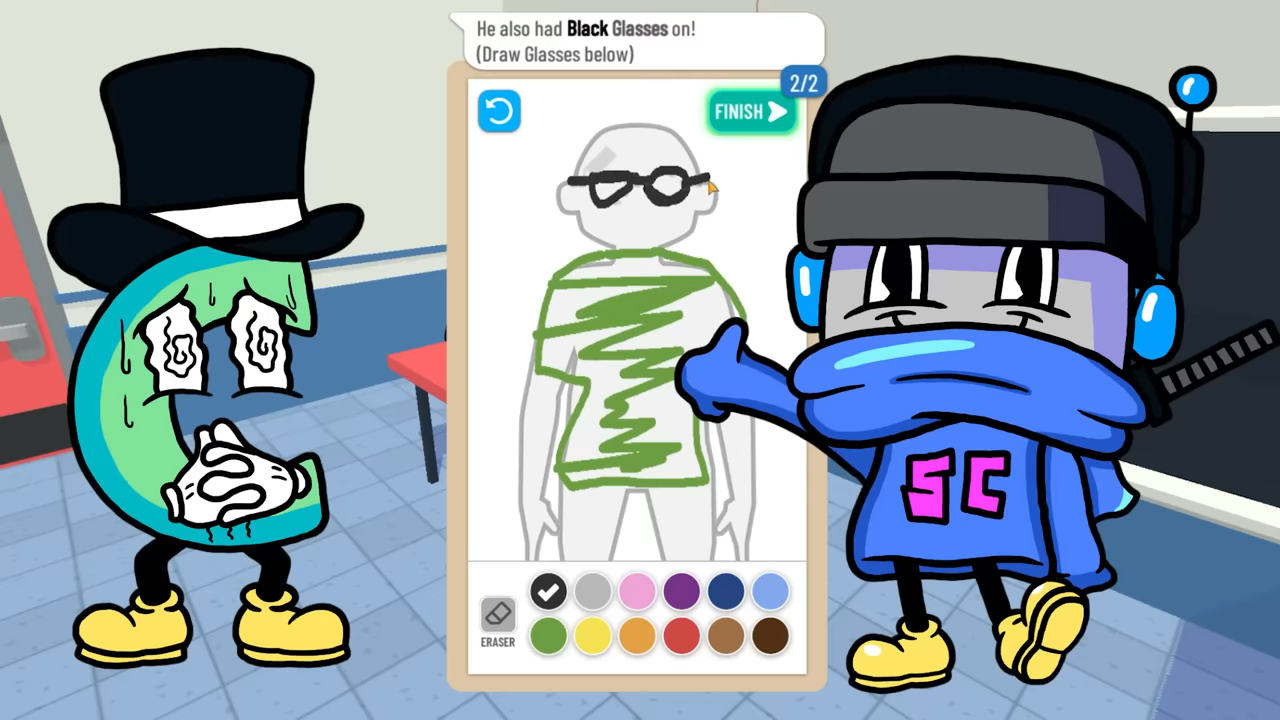 He also had Black Glasses on!
(Draw Glasses below)
2/2
FINISH
ERASER
SC